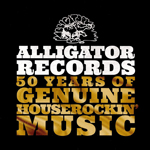 ALLIGATOR
RECORDS
50 YEARS OF
GENUINE
HOUSEROCKIN'
MUSIC